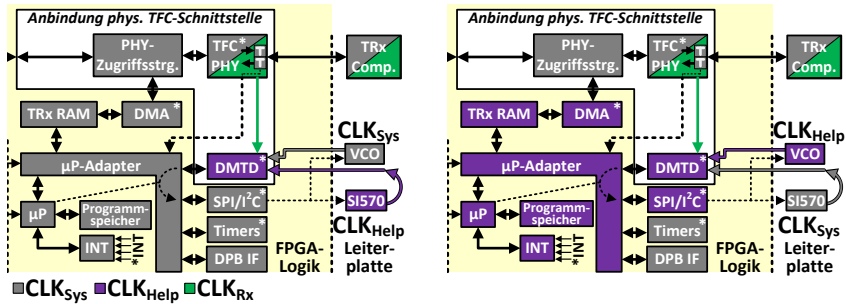 Anbindung phys. TFC-Schnittstelle
PHY-
Zugriffsstrg.
TFC*
PHY
T
T
TRx
Comp.
TRx RAM
DMA*
CLKSys
µP-Adapter
DMTD*
VCO
µP
Programm-
speicher
SPI/I²C*
SI570
CLKHelp
INT
*INT
Timers*
DPB IF
FPGA-
Logik
Leiter-
platte
Anbindung phys. TFC-Schnittstelle
PHY-
Zugriffsstrg.
TFC*
PHY
T
T
TRx
Comp.
TRx RAM
DMA*
CLKHelp
µP-Adapter
DMTD*
VCO
µP
Programm-
speicher
SPI/I²C*
SI570
CLKSys
INT
*INT
Timers*
DPB IF
FPGA-
Logik
Leiter-
platte
CLKSys CLKHelp CLKRx